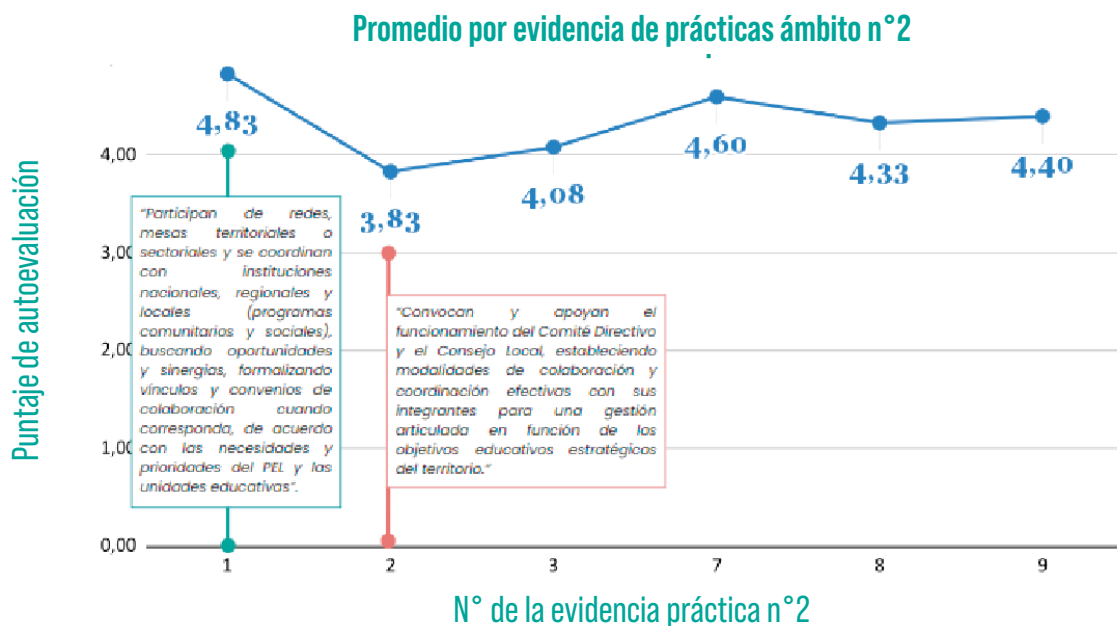 Promedio por evidencia de prácticas ámbito n°2
Puntaje de autoevaluación
4,00
3,00
2,00
1,00
0,00
4,83
3,83
4,08
4,60
4,33
4,40
"Participan de redes,
mesas territoriales o
sectoriales y se coordinan
con instituciones
nacionales, regionales y
locales (programas
comunitarios y sociales),
buscando oportunidades
y sinergias, formalizando
vínculos y convenios de
colaboración cuando
corresponda, de acuerdo
con las necesidades y
prioridades del PEL y las
unidades educativas".
"Convocan y apoyan el
funcionamiento del Comité Directivo
y el Consejo Local, estableciendo
modalidades de colaboración y
coordinación efectivas con sus
integrantes para una gestión
articulada en función de los
objetivos educativos estratégicos
del territorio."
1
2
3
7
8
9
N° de la evidencia práctica n°2